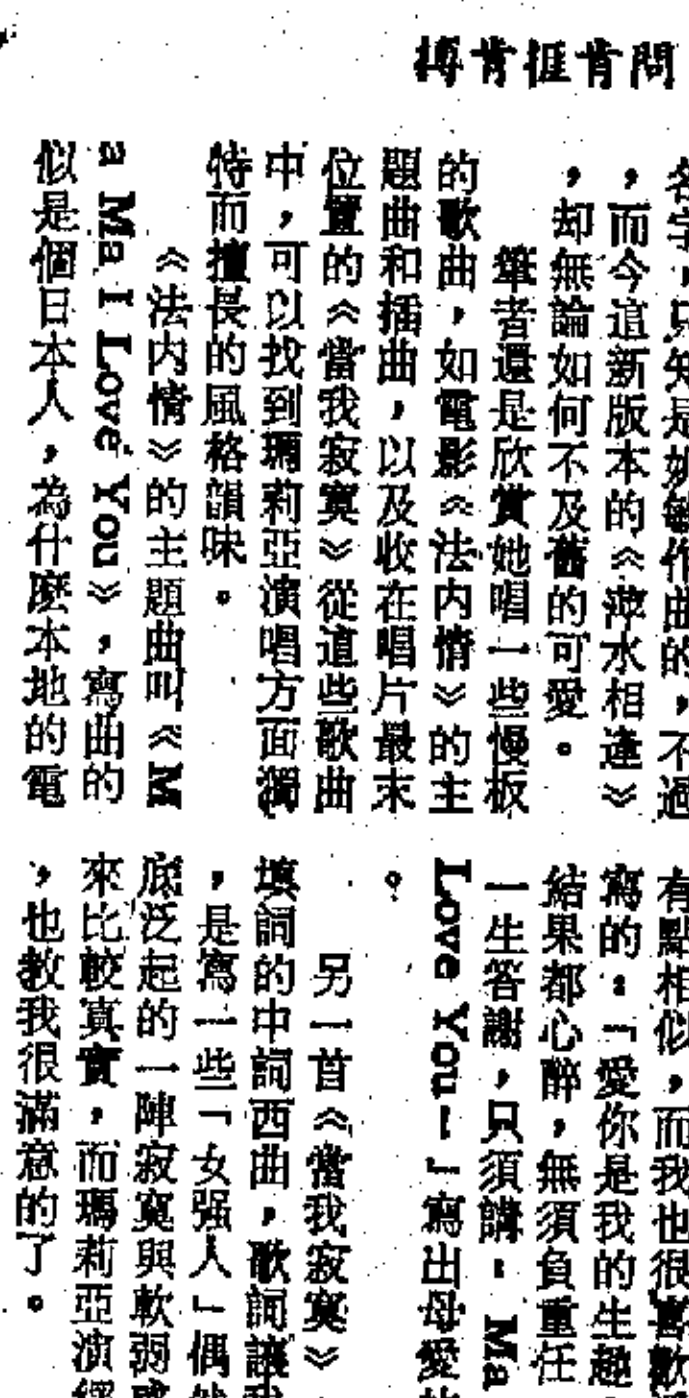 搏肯挺肯問
名字，只知是妮敏作曲的，不過
，而今這新版本的《萍水相逢》
，却無論如何不及舊的可愛。
筆者還是欣賞她唱一些慢板
的歌曲，如電影《法內情》的主
題曲和插曲，以及收在唱片最末
位置的《當我寂寞》從這些歌曲
中，可以找到瑪莉亞演唱方面獨
特而擅長的風格韻味。
《法內情》的主題曲叫《M
a Ma I Love You》，寫曲的
似是個日本人，為什麼本地的電
有點相似，而我也很喜歡
寫的：「愛你是我的生趣
結果都心醉，無須負重任
一生答謝，只須講：Ma
Love You－」寫出母愛
。
另一首《當我寂寞》
填詞的中詞西曲，歌詞讓我
，是寫一些「女强人」偶
底泛起的一陣寂寞與軟弱
來比較真實，而瑪莉亞演
，也教我很滿意的了。